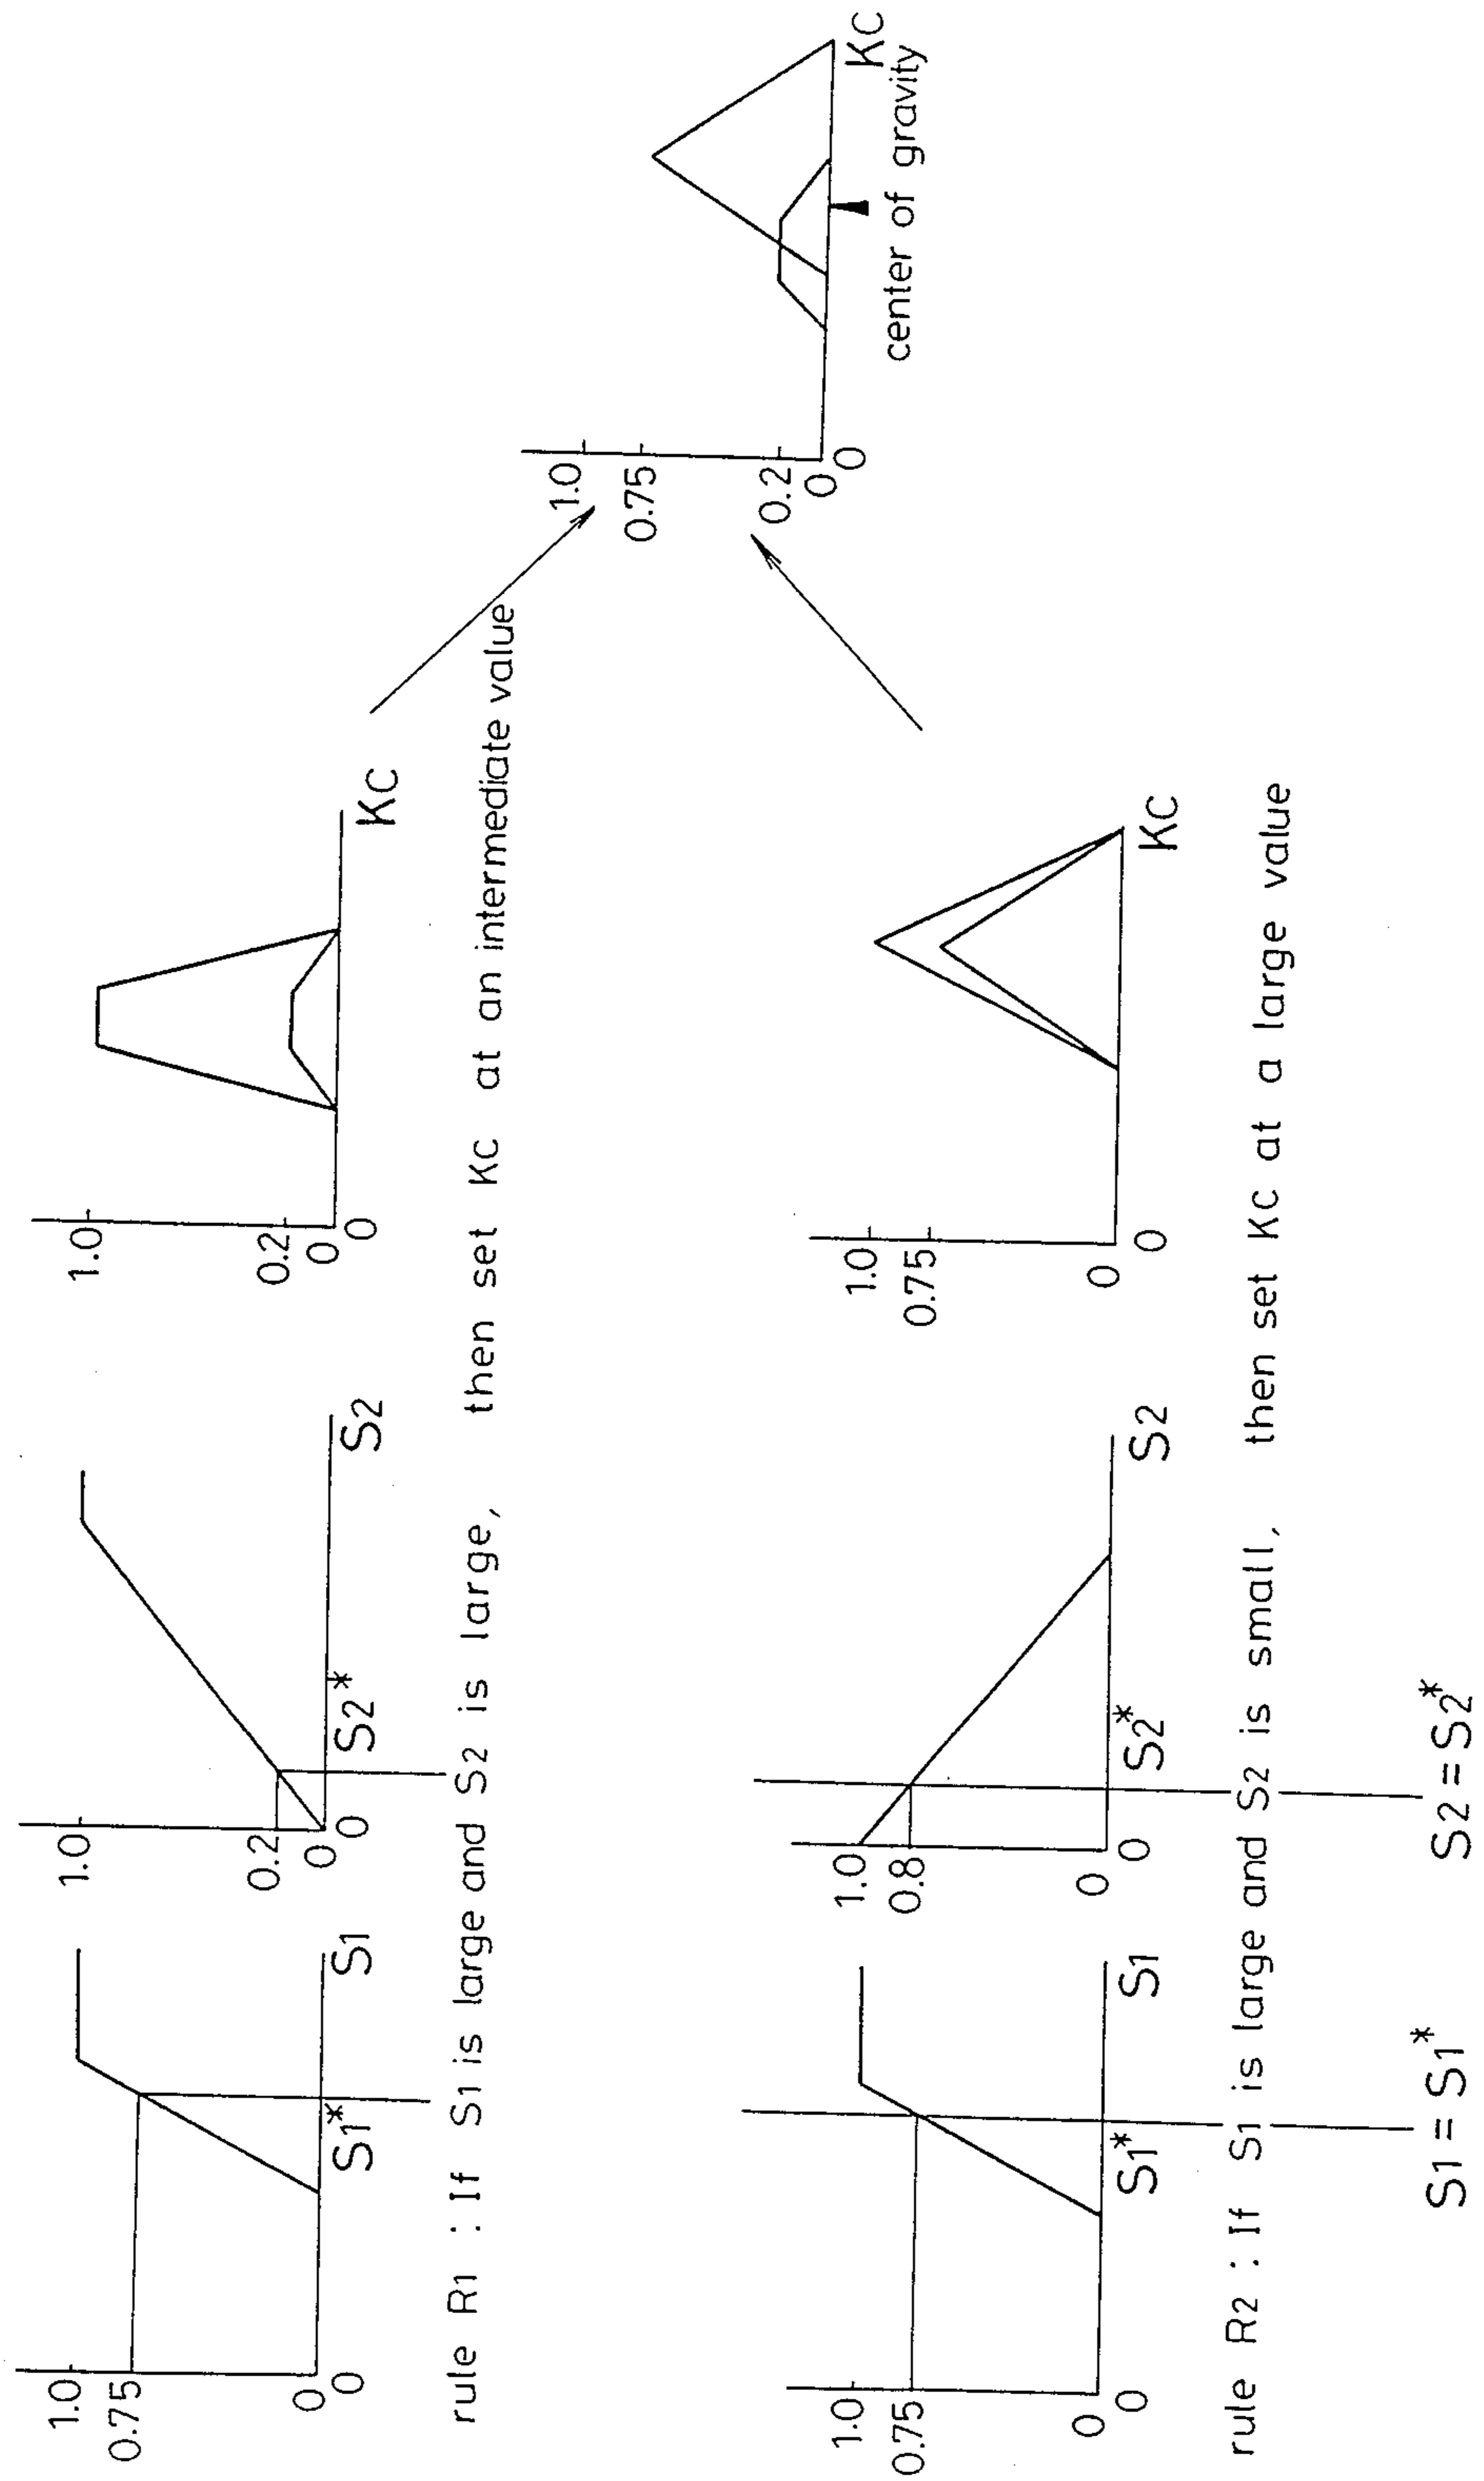 1.0
0.75
0
0
S1*
S1
1.0
0.2
0
0
S2*
S2
1.0
0.2
0
0
Kc
rule R1 : If S1 is large and S2 is large, then set Kc at an intermediate value
1.0
0.75
0.2
0
0
Kc
center of gravity
1.0
0.75
0
0
S1*
S1
1.0
0.8
0
0
S2*
S2
1.0
0.75
0
0
Kc
rule R2 : If S1 is large and S2 is small, then set Kc at a large value
S1 = S1*
S2 = S2*